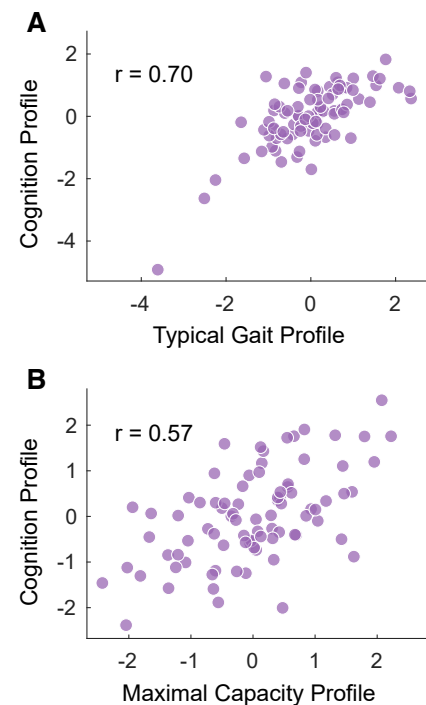 A
r = 0.70
Cognition Profile
2
0
-2
-4
-4 -2 0 2
Typical Gait Profile
B
r = 0.57
Cognition Profile
2
1
0
-1
-2
-2 -1 0 1 2
Maximal Capacity Profile